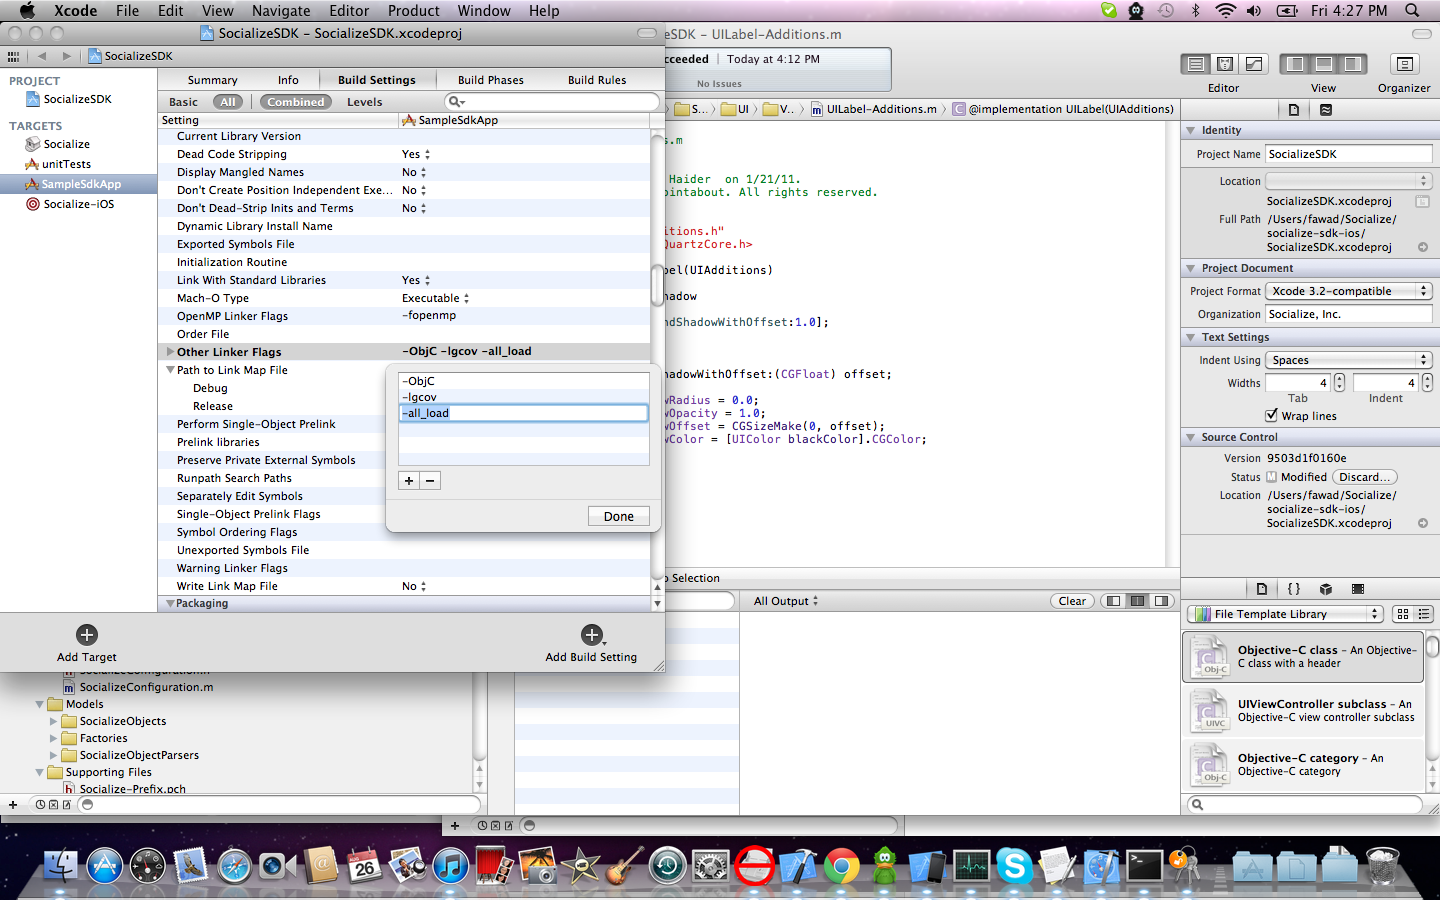 Xcode File Edit View Navigate Editor Product Window Help Fri 4:27 PM
SocializeSDK – SocializeSDK.xcodeproj
SocializeSDK
PROJECT
SocializeSDK
TARGETS
Socialize
unitTests
SampleSdkApp
Socialize-iOS
Summary Info Build Settings Build Phases Build Rules
Basic All Combined Levels
Setting SampleSdkApp
Current Library Version
Dead Code Stripping Yes
Display Mangled Names No
Don't Create Position Independent Exe... No
Don't Dead-Strip Inits and Terms No
Dynamic Library Install Name
Exported Symbols File
Initialization Routine
Link With Standard Libraries Yes
Mach-O Type Executable
OpenMP Linker Flags -fopenmp
Order File
Other Linker Flags -ObjC -lgcov -all_load
Path to Link Map File
Debug
Release
Perform Single-Object Prelink
Prelink libraries
Preserve Private External Symbols
Runpath Search Paths
Separately Edit Symbols
Single-Object Prelink Flags
Symbol Ordering Flags
Unexported Symbols File
Warning Linker Flags
Write Link Map File No
Packaging
-ObjC
-lgcov
-all_load
Done
Add Target
Add Build Setting
SocializeConfiguration.m
Models
SocializeObjects
Factories
SocializeObjectParsers
Supporting Files
Socialize-Prefix.pch
SDK – UILabel-Additions.m
cceeded Today at 4:12 PM
No Issues
Editor View Organizer
S... UI V.. UILabel-Additions.m @implementation UILabel(UIAdditions)
s.m
Haider  on 1/21/11.
ointabout. All rights reserved.
itions.h"
QuartzCore.h>
bel(UIAdditions)
hadow
ndShadowWithOffset:1.0];
hadowWithOffset:(CGFloat) offset;
wRadius = 0.0;
wOpacity = 1.0;
wOffset = CGSizeMake(0, offset);
wColor = [UIColor blackColor].CGColor;
o Selection
All Output Clear
Identity
Project Name SocializeSDK
Location
SocializeSDK.xcodeproj
Full Path /Users/fawad/Socialize/
socialize-sdk-ios/
SocializeSDK.xcodeproj
Project Document
Project Format Xcode 3.2-compatible
Organization Socialize, Inc.
Text Settings
Indent Using Spaces
Widths 4 4
Tab Indent
Wrap lines
Source Control
Version 9503d1f0160e
Status M Modified Discard...
Location /Users/fawad/Socialize/
socialize-sdk-ios/
SocializeSDK.xcodeproj
File Template Library
Objective-C class – An Objective-
C class with a header
UIViewController subclass – An
Objective-C view controller subclass
Objective-C category – An
Objective-C category
Obj-C
UIVC
Obj-C
AUG
26